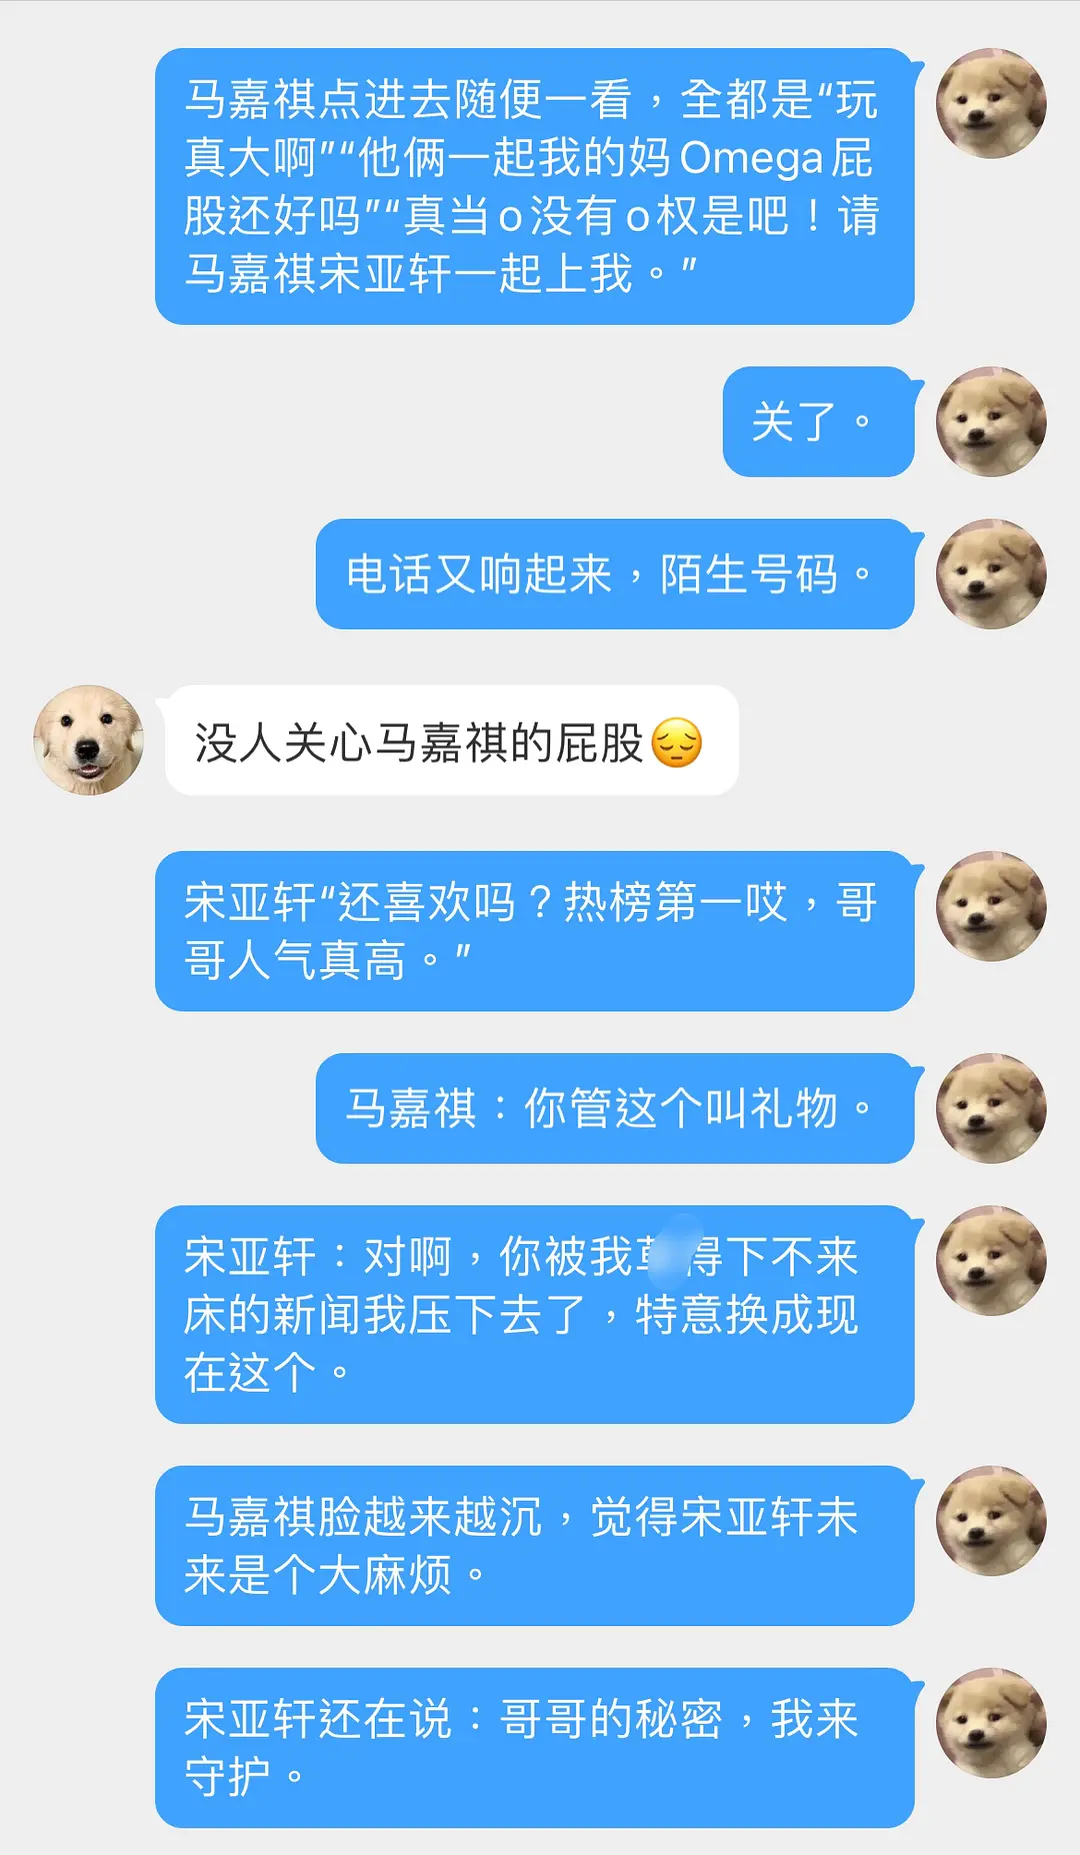 马嘉祺点进去随便一看，全都是“玩
真大啊”“他俩一起我的妈Omega屁
股还好吗”“真当o没有o权是吧！请
马嘉祺宋亚轩一起上我。”
关了。
电话又响起来，陌生号码。
没人关心马嘉祺的屁股😔
宋亚轩“还喜欢吗？热榜第一哎，哥
哥人气真高。”
马嘉祺：你管这个叫礼物。
宋亚轩：对啊，你被我得下不来
床的新闻我压下去了，特意换成现
在这个。
马嘉祺脸越来越沉，觉得宋亚轩未
来是个大麻烦。
宋亚轩还在说：哥哥的秘密，我来
守护。